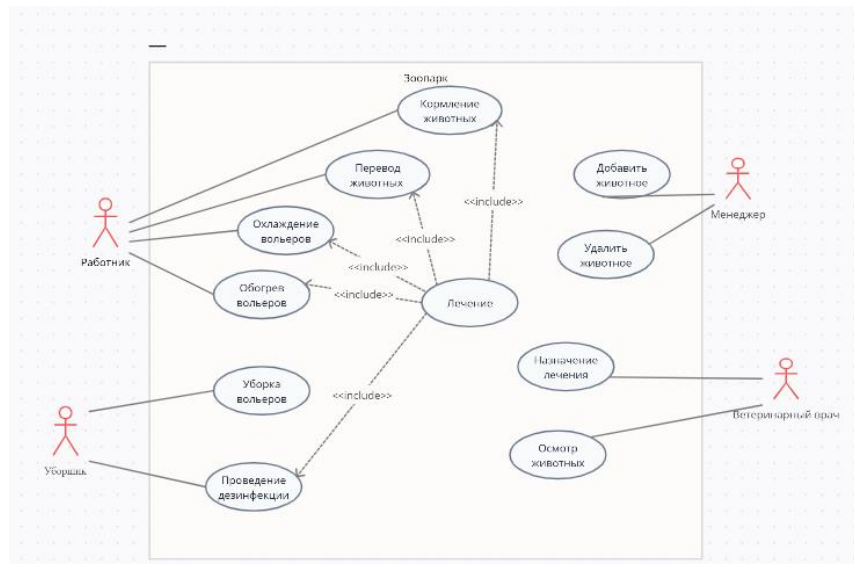 Зоопарк
Кормление
животных
Перевод
животных
Добавить
животное
<<include>>
Менеджер
Охлаждение
вольеров
<<include>>
Удалить
животное
Работник
<<include>>
Обогрев
вольеров
<<include>>
Лечение
Назначение
лечения
Уборка
вольеров
<<include>>
Ветеринарный врач
Осмотр
животных
Уборщик
Проведение
дезинфекции